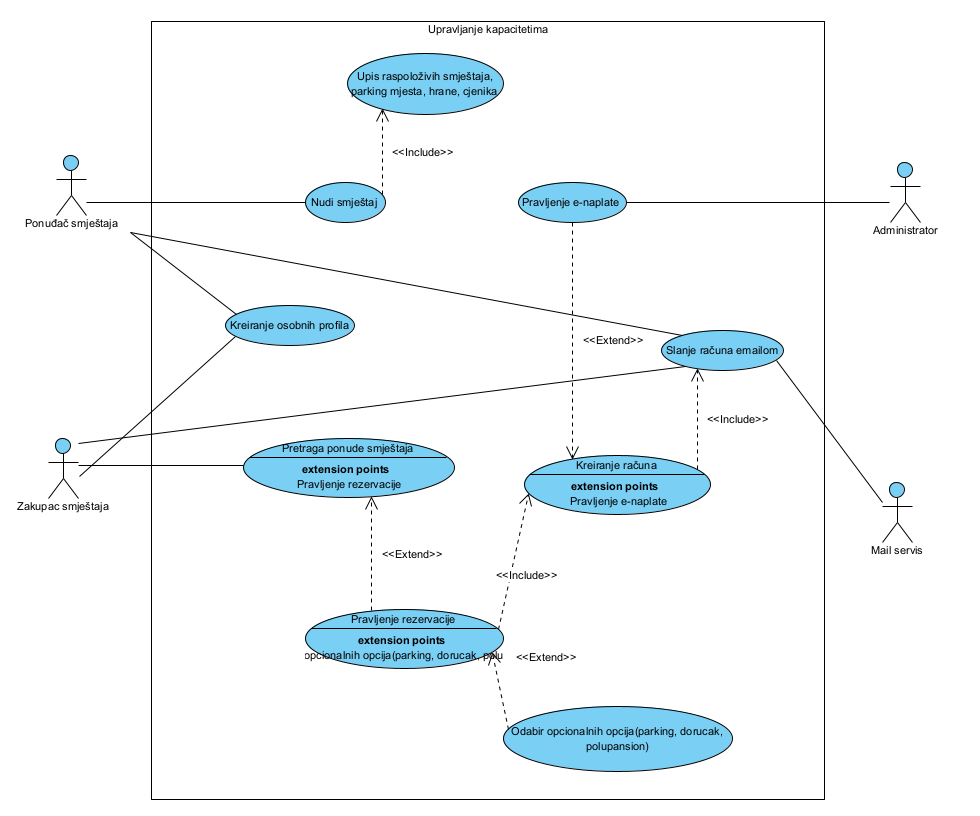 Upravljanje kapacitetima
Upis raspoloživih smještaja,
parking mjesta, hrane, cjenika
<<Include>>
Nudi smještaj
Pravljenje e-naplate
Ponuđač smještaja
Administrator
Kreiranje osobnih profila
<<Extend>>
Slanje računa emailom
<<Include>>
Pretraga ponude smještaja
extension points
Pravljenje rezervacije
Kreiranje računa
extension points
Pravljenje e-naplate
Zakupac smještaja
Mail servis
<<Extend>>
<<Include>>
Pravljenje rezervacije
extension points
opcionalnih opcija(parking, dorucak, polu
<<Extend>>
Odabir opcionalnih opcija(parking, dorucak,
polupansion)